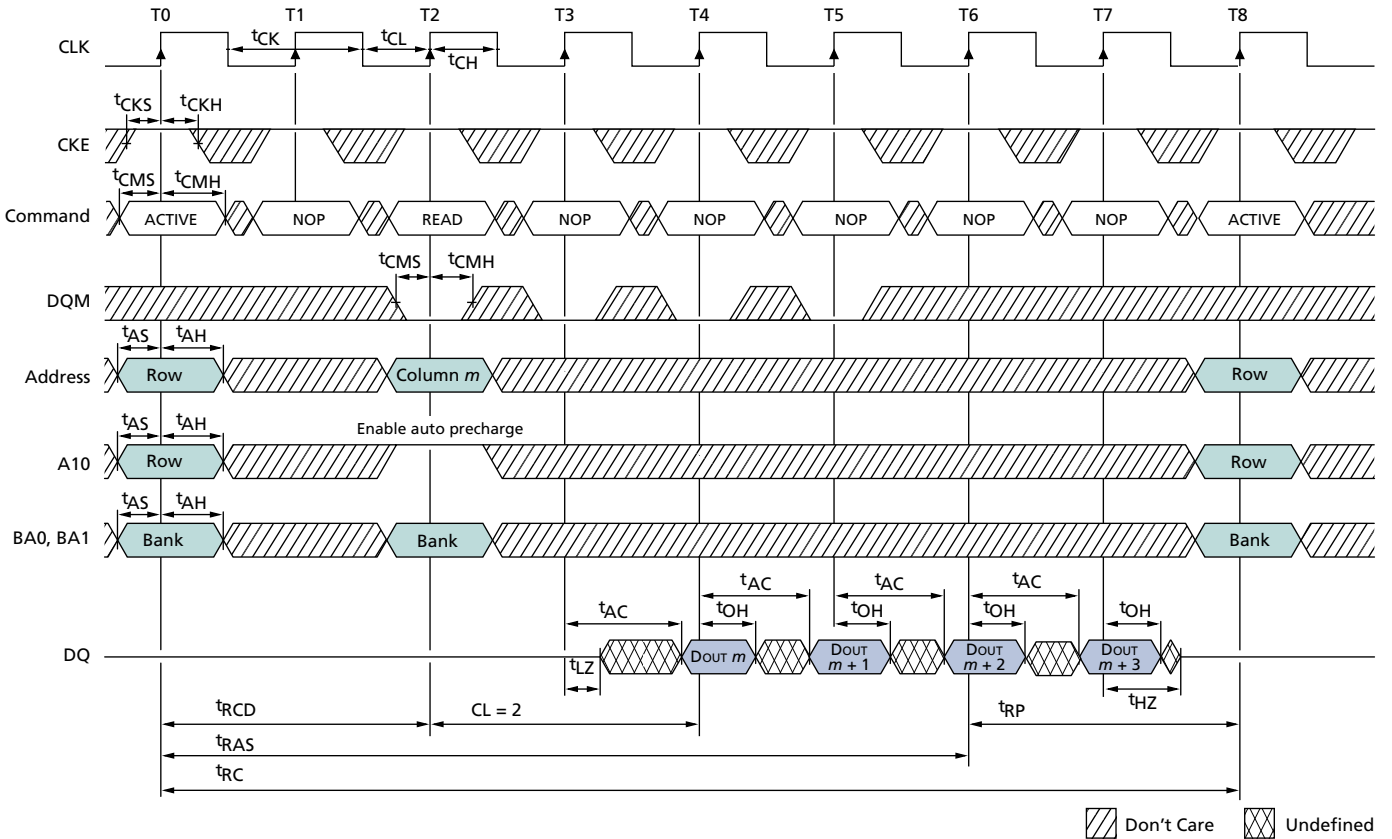 T0 T1 T2 T3 T4 T5 T6 T7 T8
CLK
tCK tCL
tCH
tCKS tCKH
CKE
tCMS tCMH
Command ACTIVE NOP READ NOP NOP NOP NOP NOP ACTIVE
tCMS tCMH
DQM
tAS tAH
Address Row Column m Row
tAS tAH Enable auto precharge
A10 Row Row
tAS tAH
BA0, BA1 Bank Bank Bank
tAC tAC tAC
tAC tOH tOH tOH tOH
DQ DOUT m DOUT m + 1 DOUT m + 2 DOUT m + 3
tLZ tHZ
tRCD CL = 2 tRP
tRAS
tRC
Don't Care Undefined